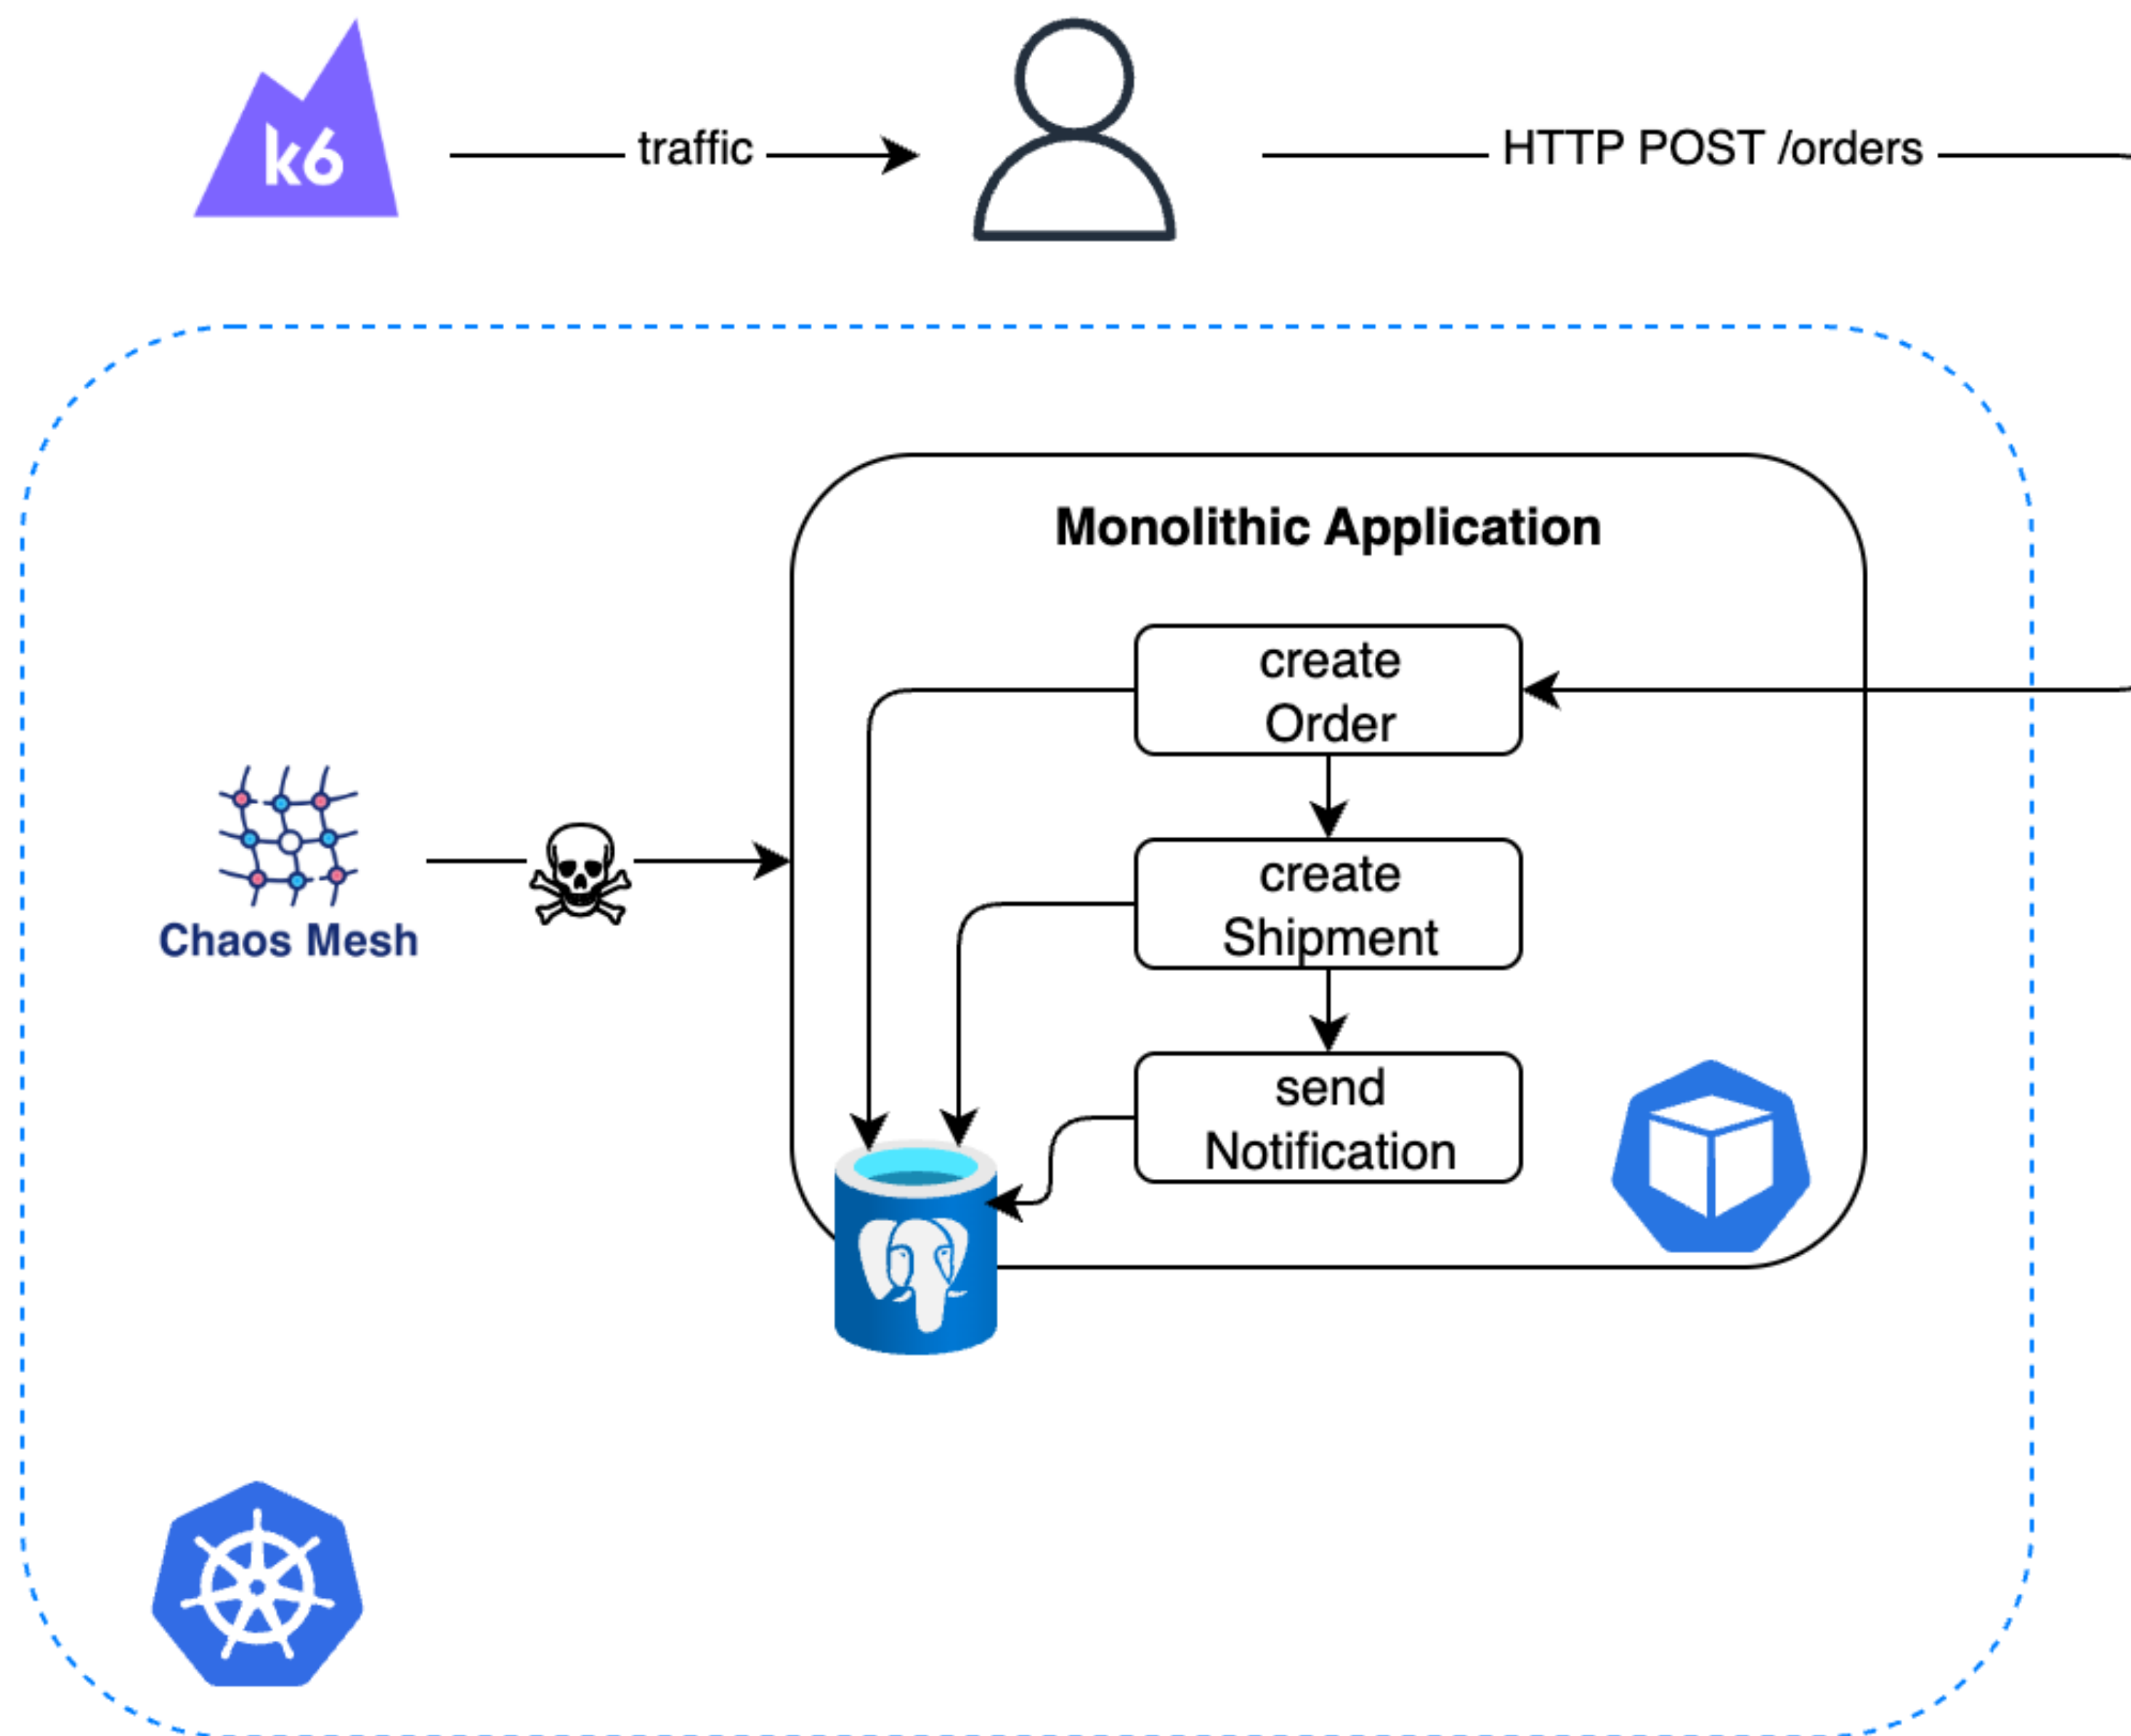 k6
traffic
HTTP POST /orders
Monolithic Application
create
Order
create
Shipment
Chaos Mesh
send
Notification